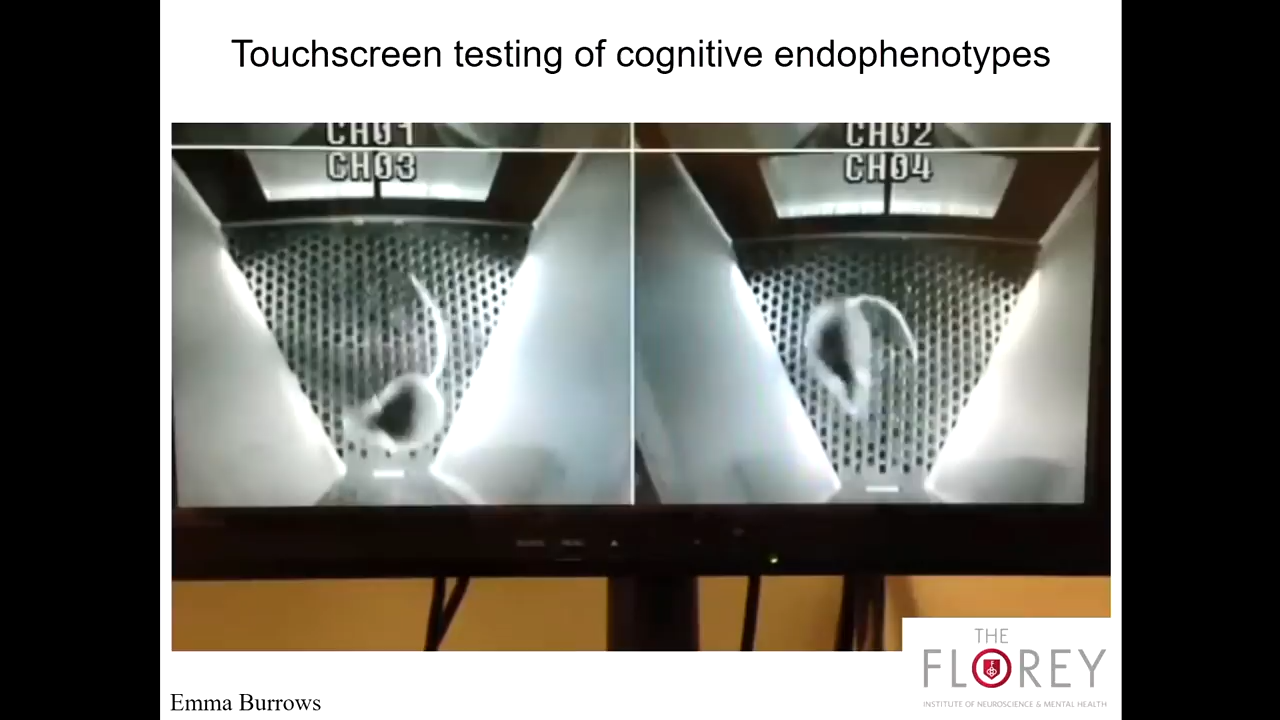 Touchscreen testing of cognitive endophenotypes
CH01
CH02
CH03
CH04
THE
FLOREY
INSTITUTE OF NEUROSCIENCE & MENTAL HEALTH
Emma Burrows